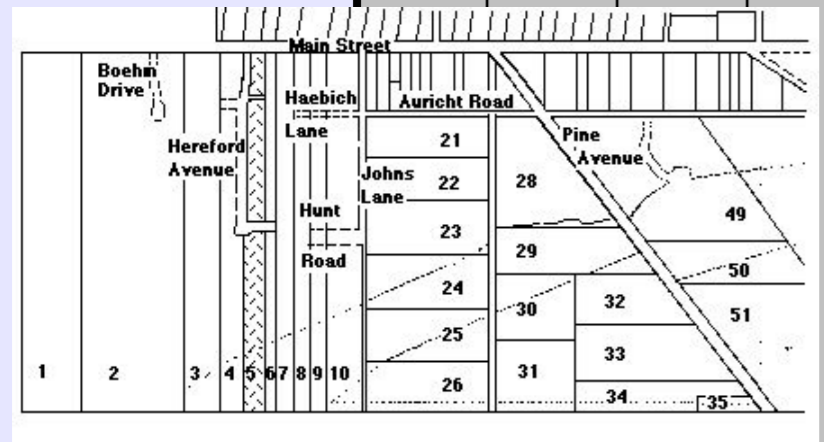 Main Street
Boehm
Drive
Haebich
Lane
Auricht Road
Hereford
Avenue
Pine
Avenue
Johns
Lane
Hunt
Road
21
22
23
24
25
26
28
29
30
31
32
33
34
35
49
50
51
1
2
3
4
5
6
7
8
9
10